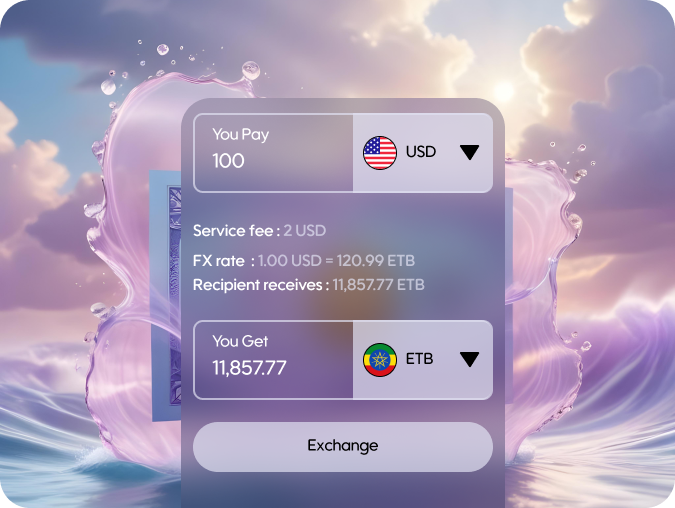 You Pay
100
USD
Service fee : 2 USD
FX rate : 1.00 USD = 120.99 ETB
Recipient receives : 11,857.77 ETB
You Get
11,857.77
ETB
Exchange